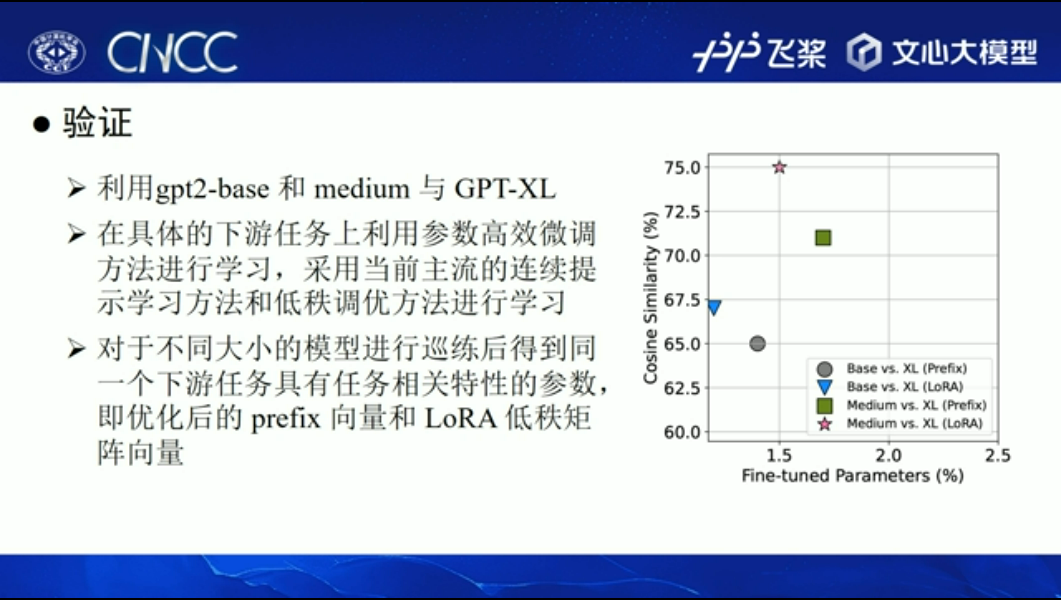 CCF
CNCC
飞桨
文心大模型
● 验证
➢ 利用gpt2-base 和 medium 与 GPT-XL
➢ 在具体的下游任务上利用参数高效微调
方法进行学习，采用当前主流的连续提
示学习方法和低秩调优方法进行学习
➢ 对于不同大小的模型进行巡练后得到同
一个下游任务具有任务相关特性的参数，
即优化后的 prefix 向量和 LoRA 低秩矩
阵向量
Cosine Similarity (%)
75.0
72.5
70.0
67.5
65.0
62.5
60.0
Base vs. XL (Prefix)
Base vs. XL (LoRA)
Medium vs. XL (Prefix)
Medium vs. XL (LoRA)
1.5 2.0 2.5
Fine-tuned Parameters (%)